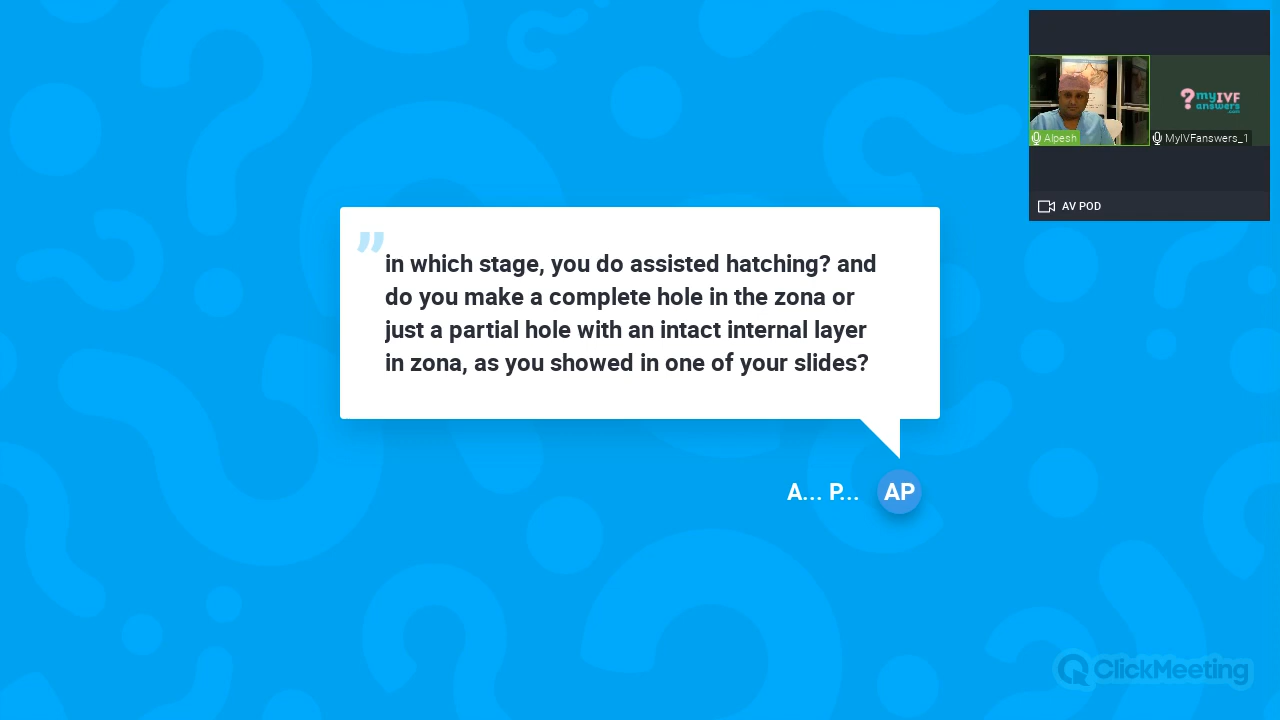 in which stage, you do assisted hatching? and
do you make a complete hole in the zona or
just a partial hole with an intact internal layer
in zona, as you showed in one of your slides?
A... P...
AP
?myIVF
answers
.com
Alpesh
MyIVFanswers_1
AV POD
ClickMeeting